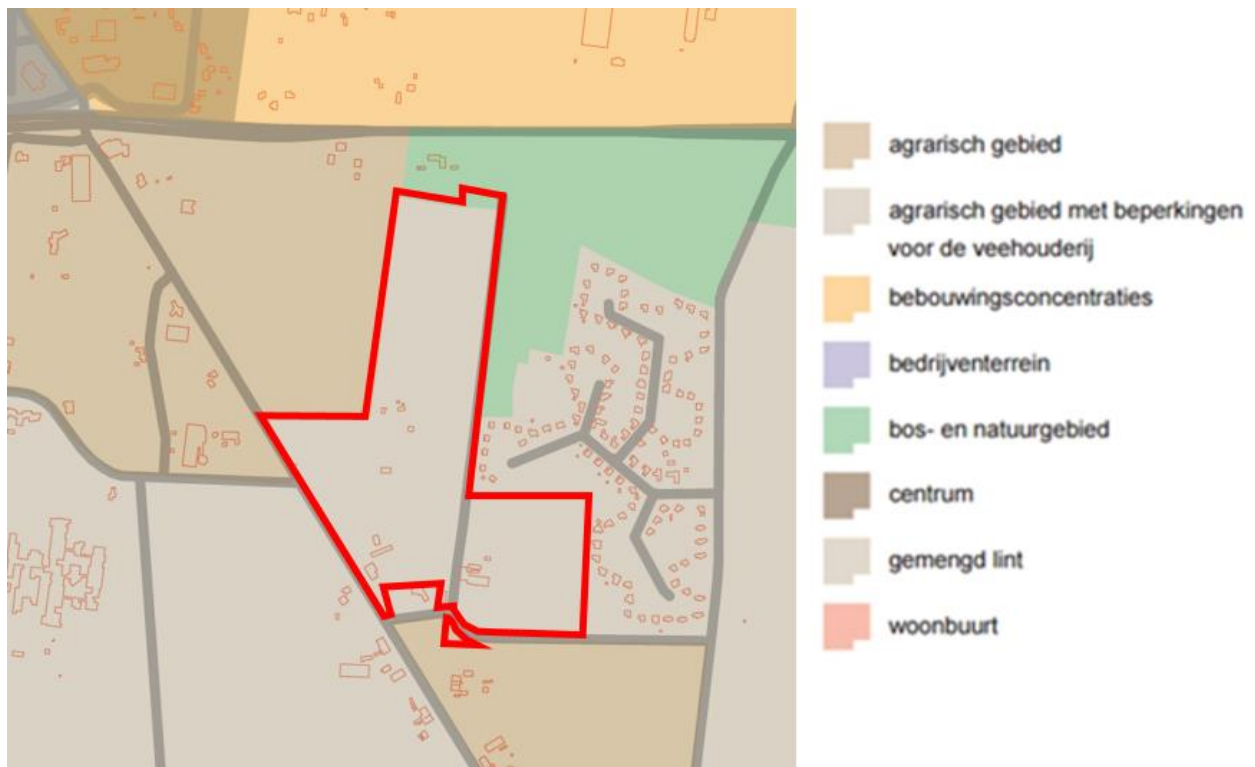 agrarisch gebied
agrarisch gebied met beperkingen
voor de veehouderij
bebouwingsconcentraties
bedrijventerrein
bos- en natuurgebied
centrum
gemengd lint
woonbuurt